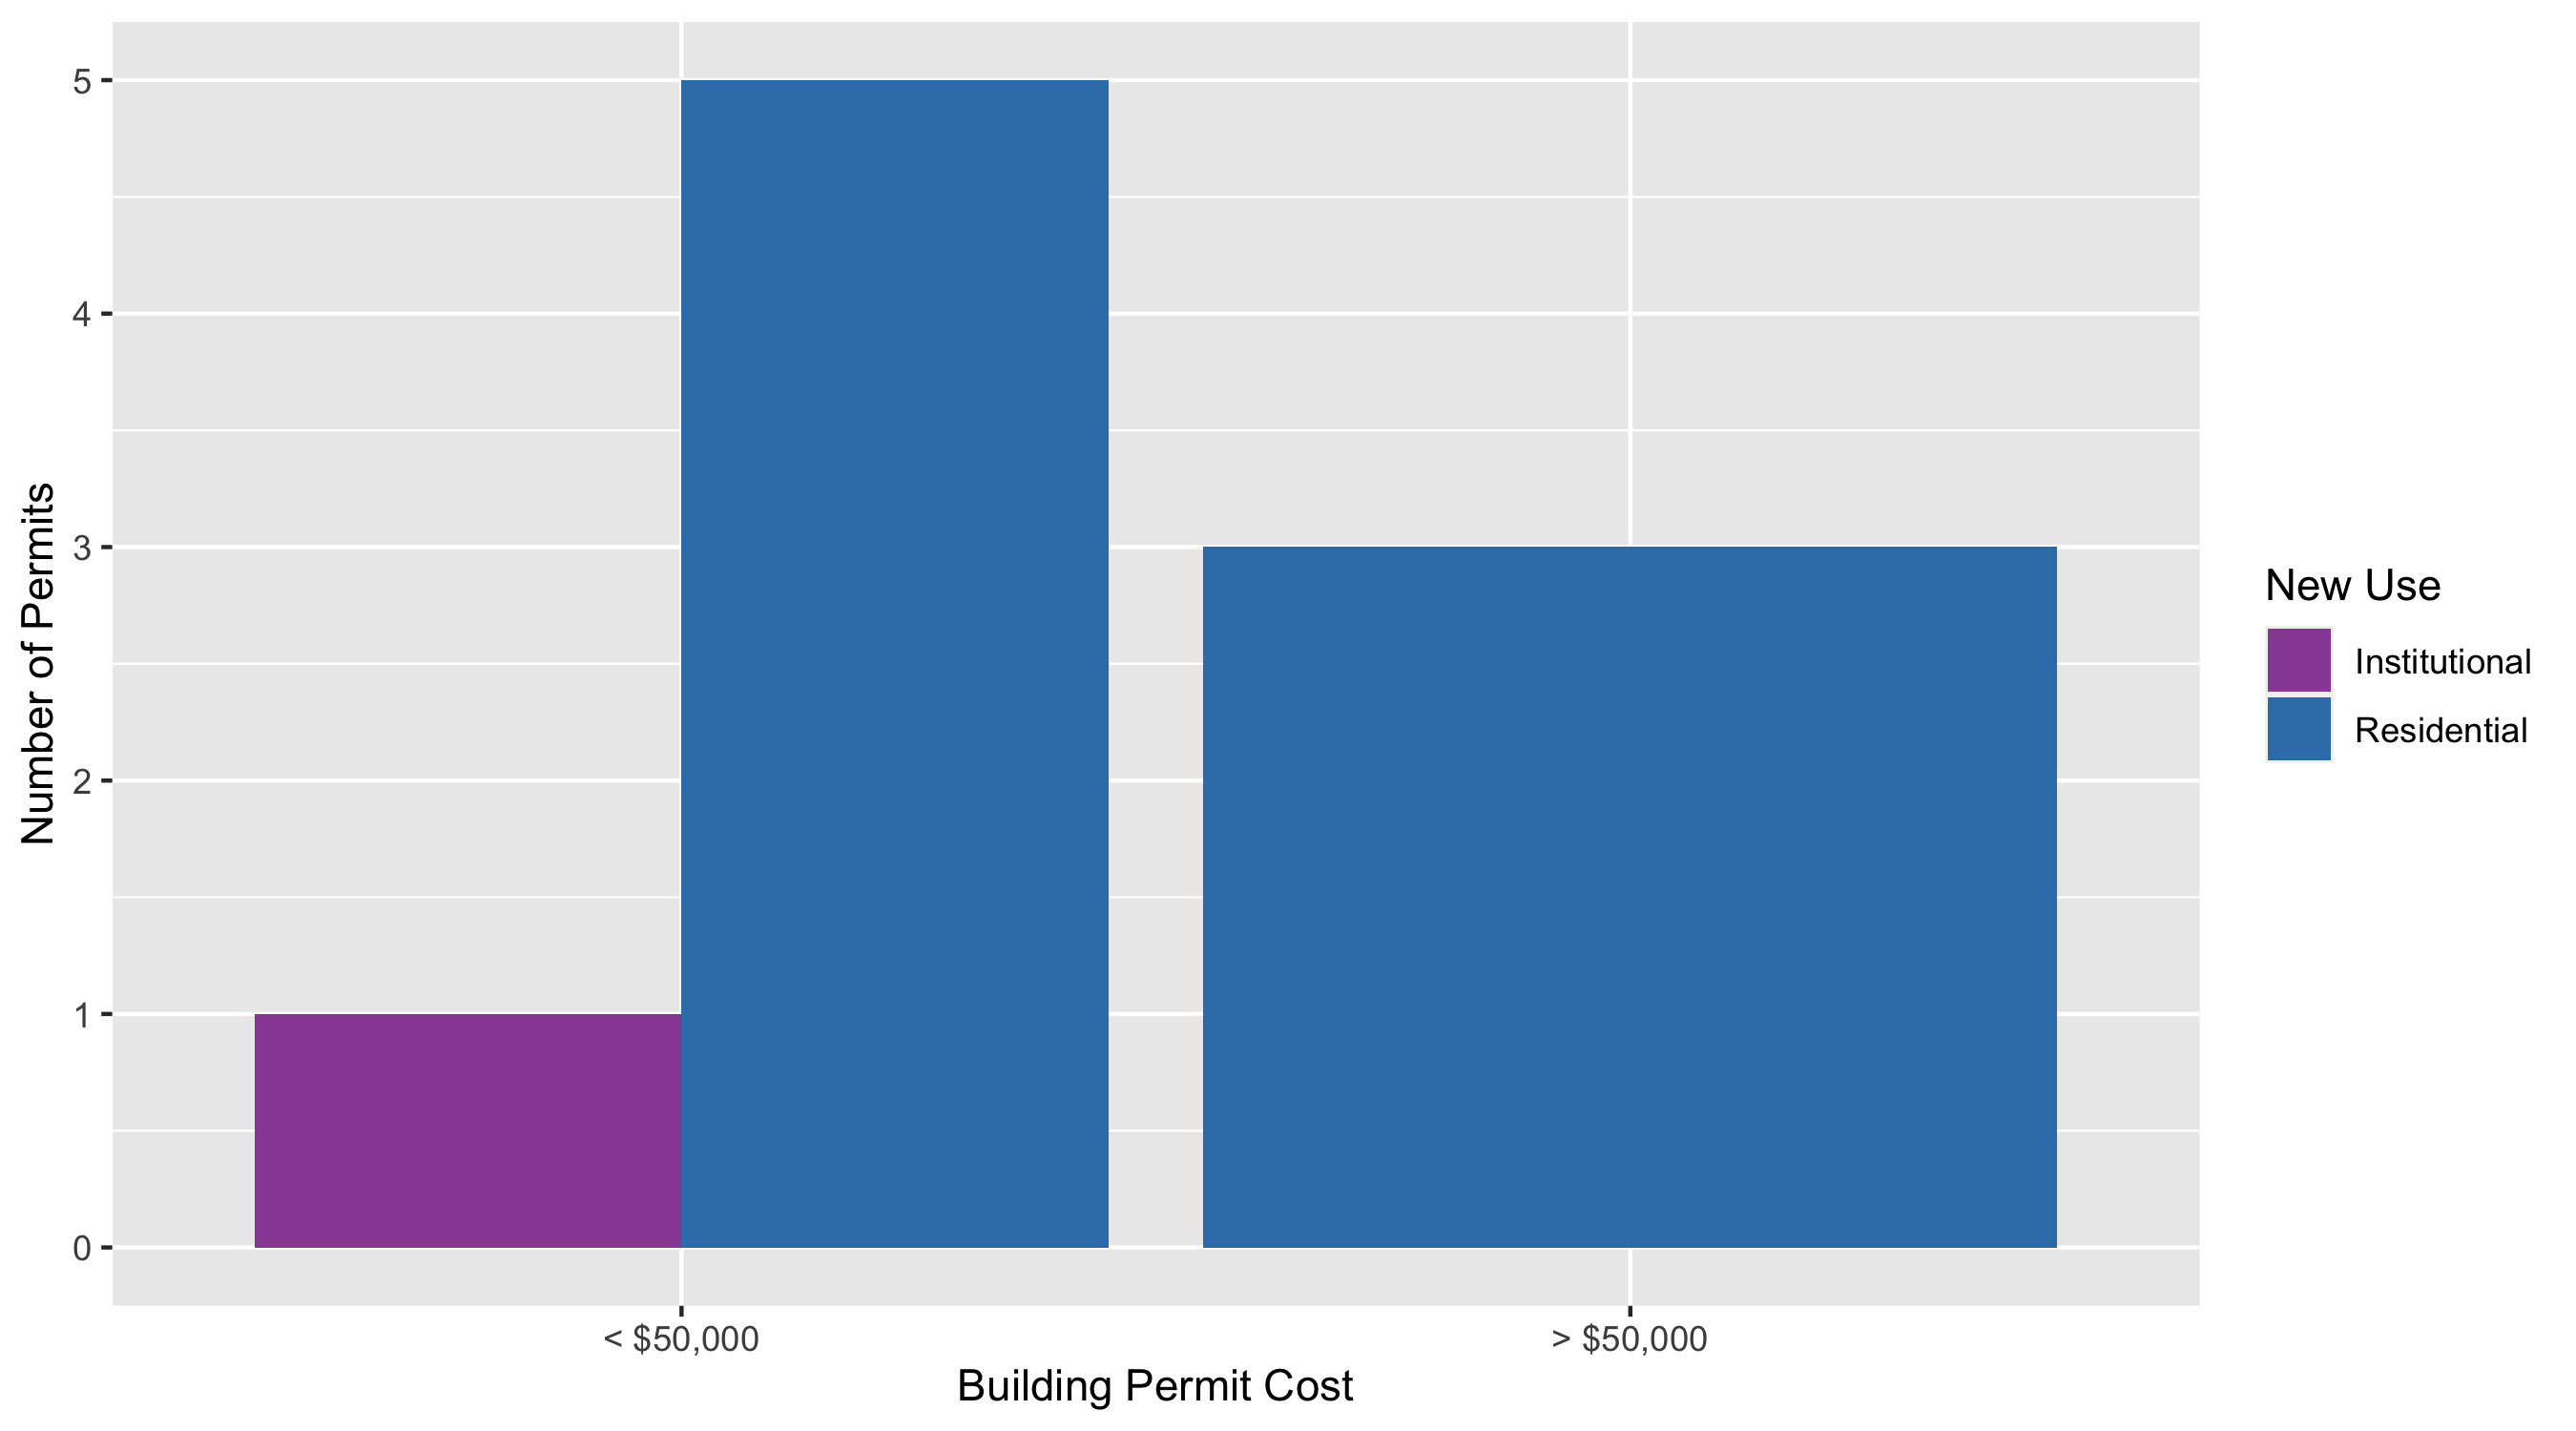 Number of Permits
5
4
3
2
1
0
< $50,000
> $50,000
Building Permit Cost
New Use
Institutional
Residential